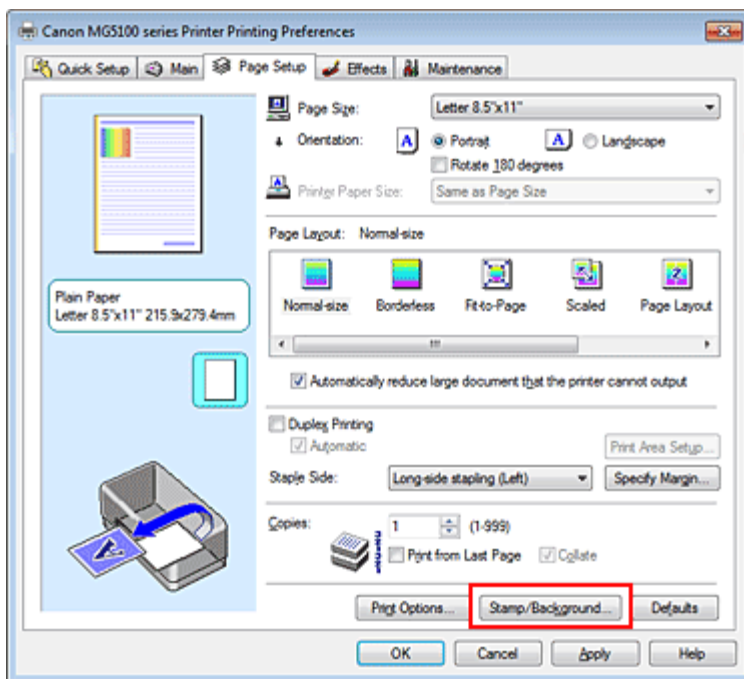 Canon MG5100 series Printer Printing Preferences
Quick Setup Main Page Setup Effects Maintenance
Page Size: Letter 8.5"x11"
Orientation: A Portrait A Landscape
Rotate 180 degrees
Printer Paper Size: Same as Page Size
Page Layout: Normal-size
Normal-size Borderless Fit-to-Page Scaled Page Layout
Automatically reduce large document that the printer cannot output
Plain Paper
Letter 8.5"x11" 215.9x279.4mm
Duplex Printing
Automatic Print Area Setup...
Staple Side: Long-side stapling (Left) Specify Margin...
Copies: 1 (1-999)
Print from Last Page Collate
Print Options... Stamp/Background... Defaults
OK Cancel Apply Help